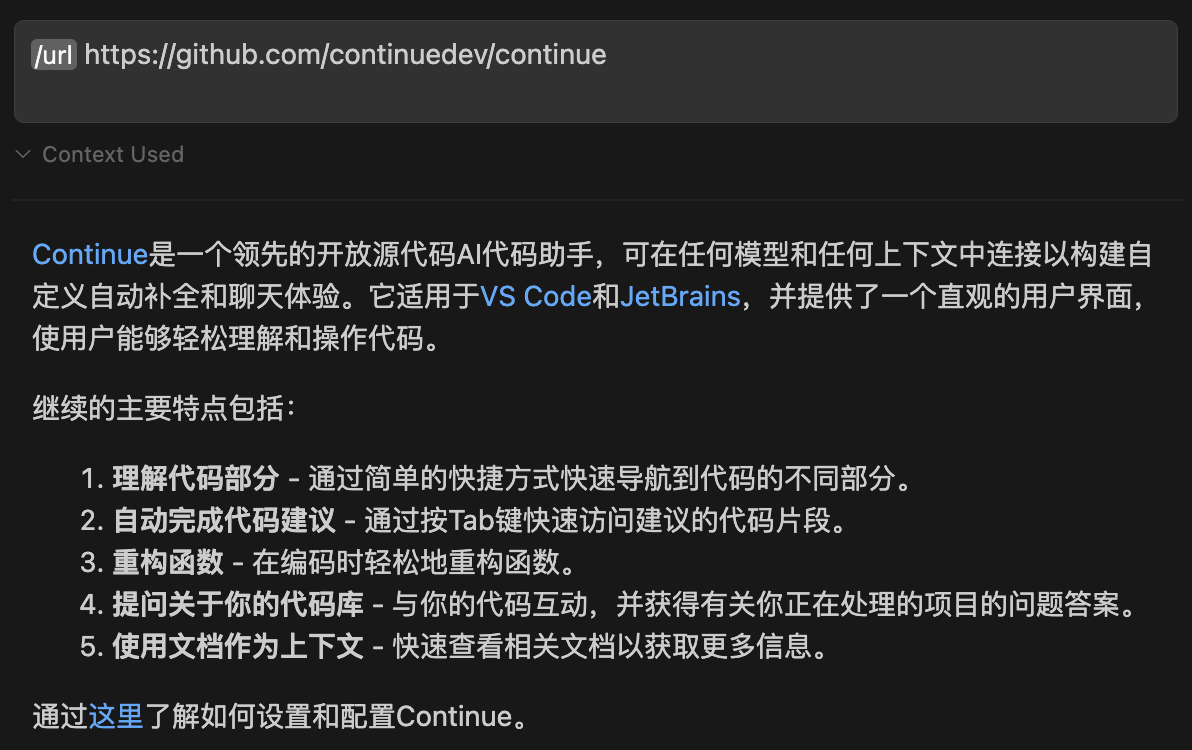 /url https://github.com/continuedev/continue
Context Used
Continue是一个领先的开放源代码AI代码助手，可在任何模型和任何上下文中连接以构建自
定义自动补全和聊天体验。它适用于VS Code和JetBrains，并提供了一个直观的用户界面，
使用户能够轻松理解和操作代码。
继续的主要特点包括：
1. 理解代码部分 - 通过简单的快捷方式快速导航到代码的不同部分。
2. 自动完成代码建议 - 通过按Tab键快速访问建议的代码片段。
3. 重构函数 - 在编码时轻松地重构函数。
4. 提问关于你的代码库 - 与你的代码互动，并获得有关你正在处理的项目的问题答案。
5. 使用文档作为上下文 - 快速查看相关文档以获取更多信息。
通过这里了解如何设置和配置Continue。